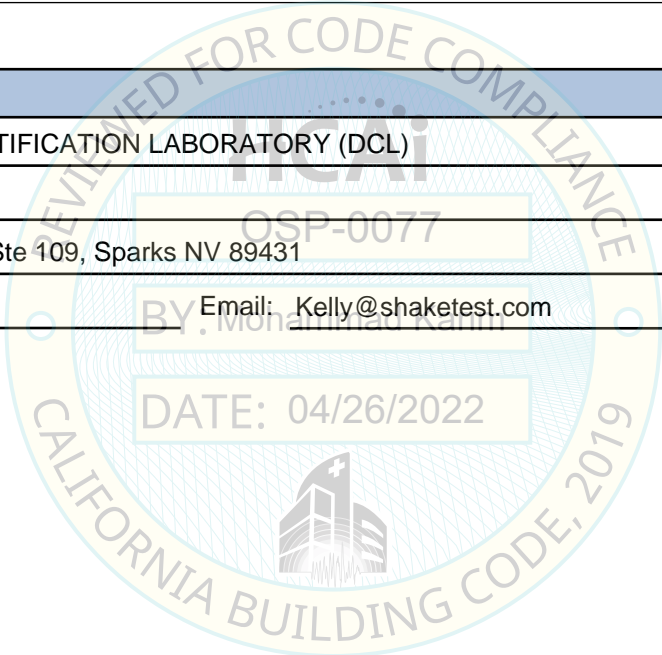 REVIEWED FOR CODE COMPLIANCE
HCAi
TIFICATION LABORATORY (DCL)
OSP-0077
Ste 109, Sparks NV 89431
Email: Kelly@shaketest.com
BY: Mohammad Karim
DATE: 04/26/2022
CALIFORNIA BUILDING CODE, 2019